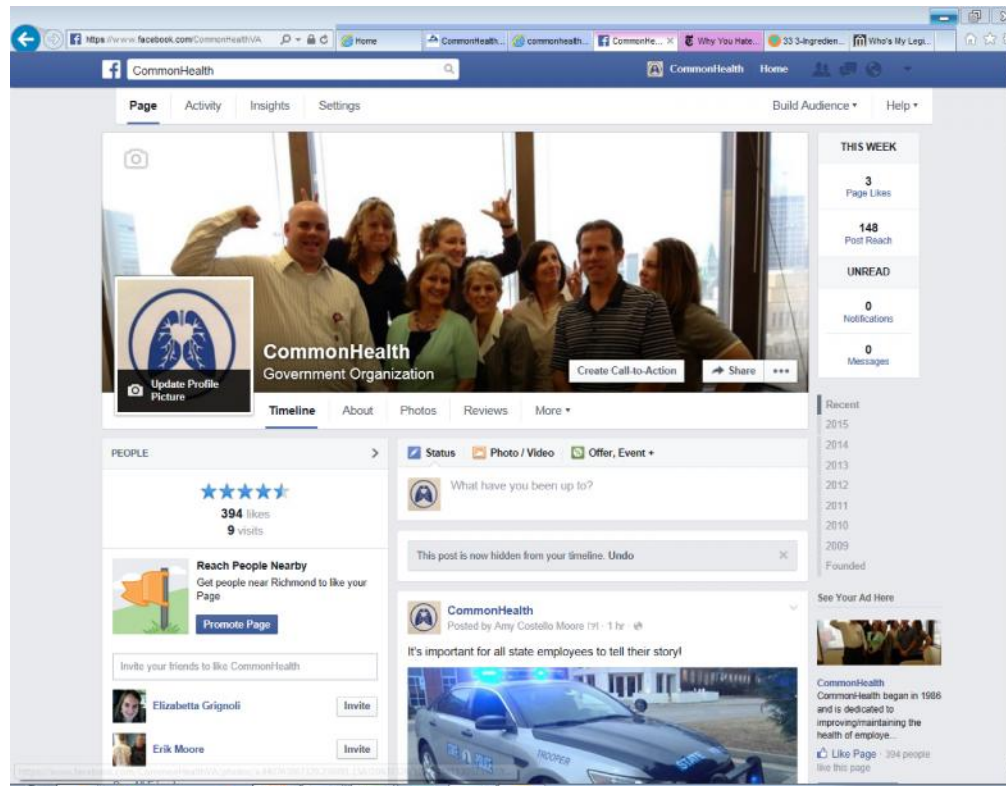 https://www.facebook.com/CommonHealthVA
Home
CommonHealth...
commonhealth...
CommonHe...
Why You Hate...
33 3-Ingredien...
Who's My Legi...
CommonHealth
CommonHealth Home
Page Activity Insights Settings
Build Audience Help
THIS WEEK
3
Page Likes
148
Post Reach
UNREAD
0
Notifications
0
Messages
CommonHealth
Government Organization
Update Profile
Picture
Create Call-to-Action
Share
Timeline About Photos Reviews More
Recent
2015
2014
2013
2012
2011
2010
2009
Founded
PEOPLE
394 likes
9 visits
Reach People Nearby
Get people near Richmond to like your
Page
Promote Page
Invite your friends to like CommonHealth
Elizabetta Grignoli
Invite
Erik Moore
Invite
Status Photo / Video Offer, Event +
What have you been up to?
This post is now hidden from your timeline. Undo
CommonHealth
Posted by Amy Costello Moore [?] · 1 hr ·
It's important for all state employees to tell their story!
TROOPER
STATE
See Your Ad Here
CommonHealth
CommonHealth began in 1986
and is dedicated to
improving/maintaining the
health of employe...
Like Page · 394 people
like this page